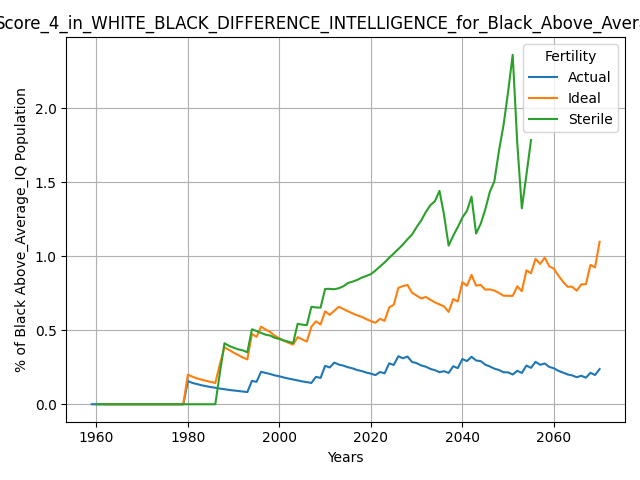 Score_4_in_WHITE_BLACK_DIFFERENCE_INTELLIGENCE_for_Black_Above_Avera
Fertility
Actual
Ideal
Sterile
% of Black Above_Average_IQ Population
2.0
1.5
1.0
0.5
0.0
1960 1980 2000 2020 2040 2060
Years